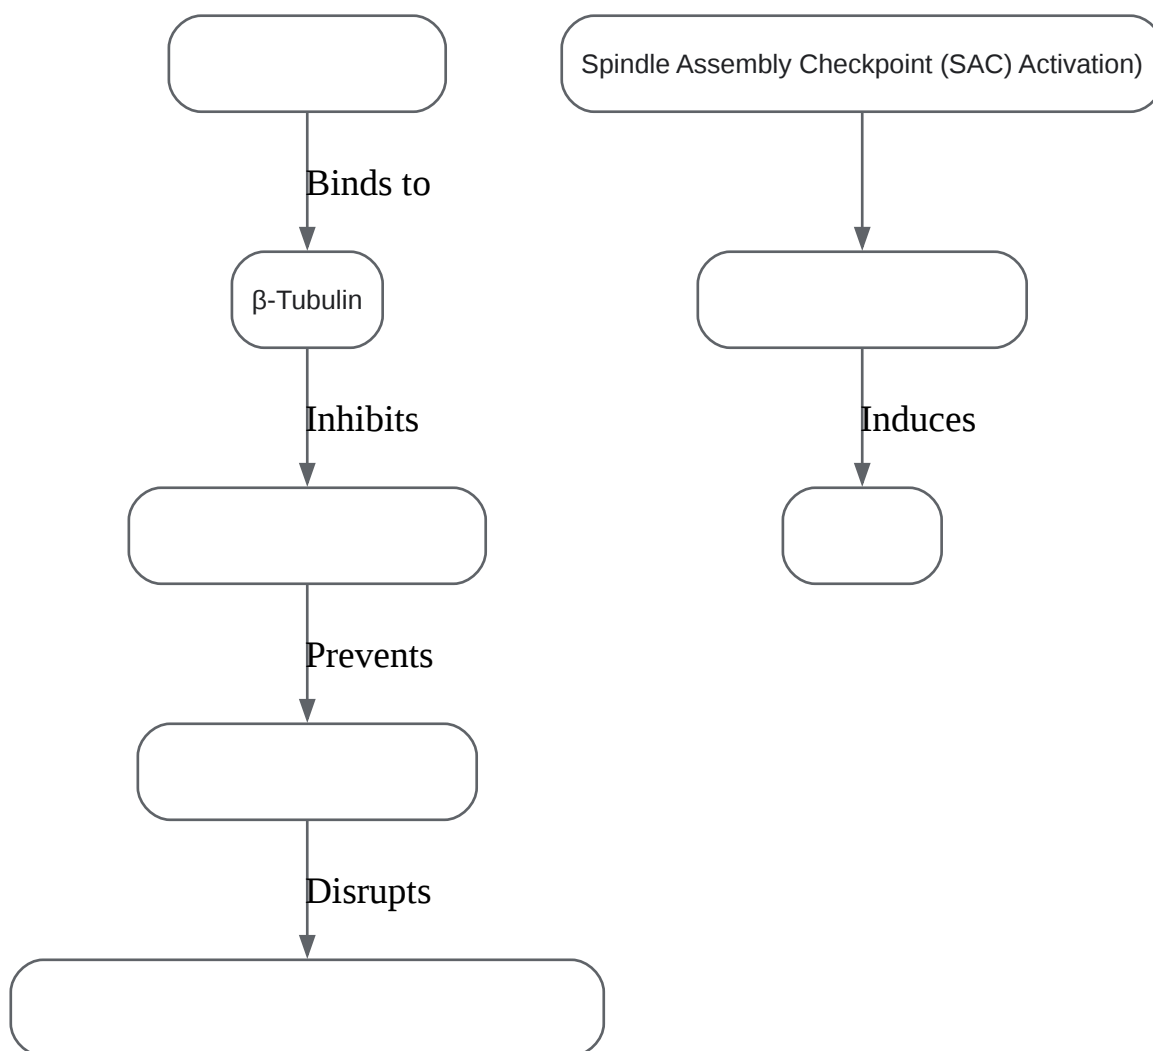 Spindle Assembly Checkpoint (SAC) Activation)
Binds to
β-Tubulin
Inhibits
Induces
Prevents
Disrupts